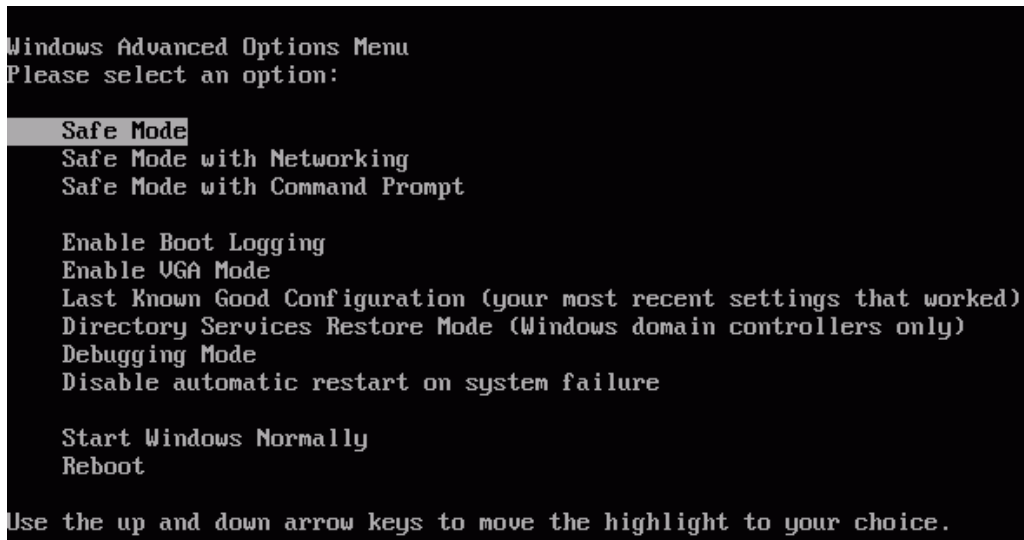 Windows Advanced Options Menu
Please select an option:
Safe Mode
Safe Mode with Networking
Safe Mode with Command Prompt
Enable Boot Logging
Enable VGA Mode
Last Known Good Configuration (your most recent settings that worked)
Directory Services Restore Mode (Windows domain controllers only)
Debugging Mode
Disable automatic restart on system failure
Start Windows Normally
Reboot
Use the up and down arrow keys to move the highlight to your choice.